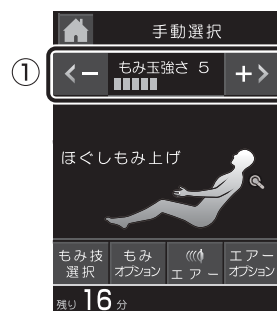 手動選択
①
<− もみ玉強さ 5 +>
ほぐしもみ上げ
もみ技選択 もみオプション エアー エアーオプション
残り 16 分